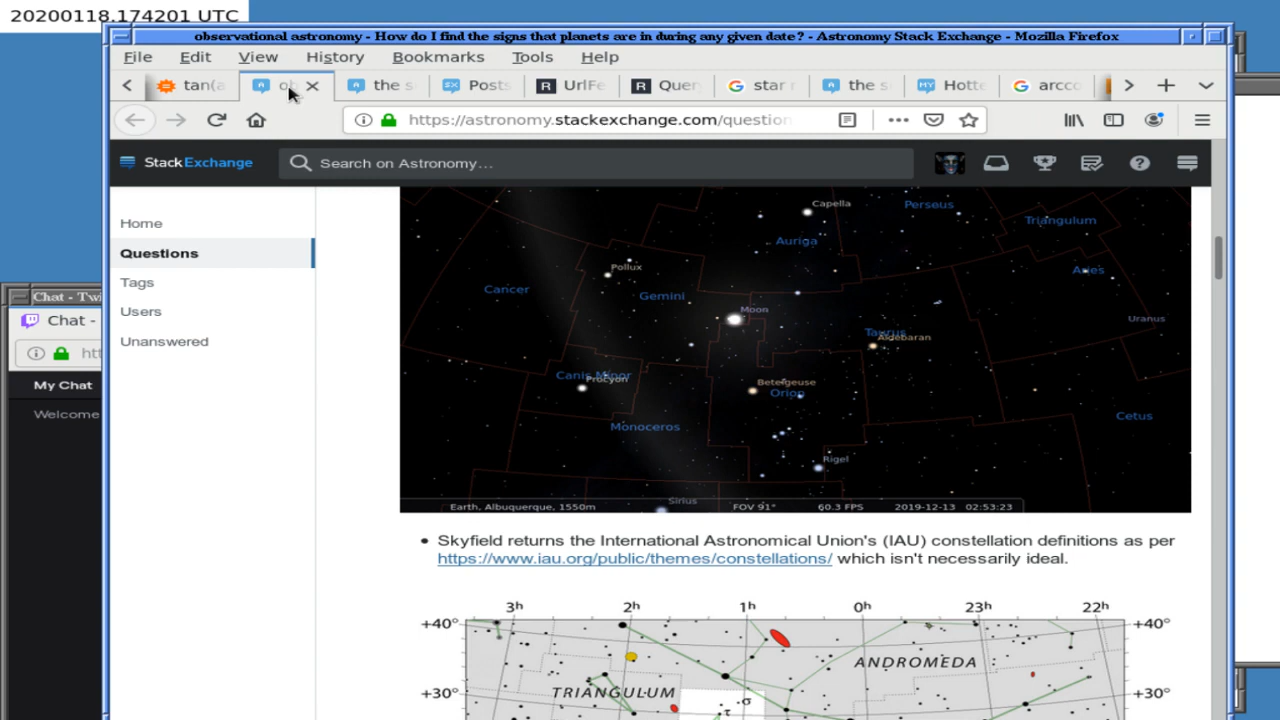 20200118.174201 UTC
observational astronomy - How do I find the signs that planets are in during any given date? - Astronomy Stack Exchange - Mozilla Firefox
File Edit View History Bookmarks Tools Help
tan(a the s Posts UrlFe Quer star r the s Hotte arcco
https://astronomy.stackexchange.com/question
StackExchange
Search on Astronomy...
Home
Questions
Tags
Users
Unanswered
Chat - Twi
Chat -
htt
My Chat
Welcome
Capella
Perseus
Triangulum
Auriga
Pollux
Aries
Cancer
Gemini
Moon
Uranus
Taurus
Aldebaran
Canis Minor
Procyon
Betelgeuse
Orion
Cetus
Monoceros
Rigel
Sirius
Earth, Albuquerque, 1550m FOV 91° 60.3 FPS 2019-12-13 02:53:23
• Skyfield returns the International Astronomical Union's (IAU) constellation definitions as per
https://www.iau.org/public/themes/constellations/ which isn't necessarily ideal.
3h 2h 1h 0h 23h 22h
+40° +40°
ANDROMEDA
+30° TRIANGULUM σ +30°
τ